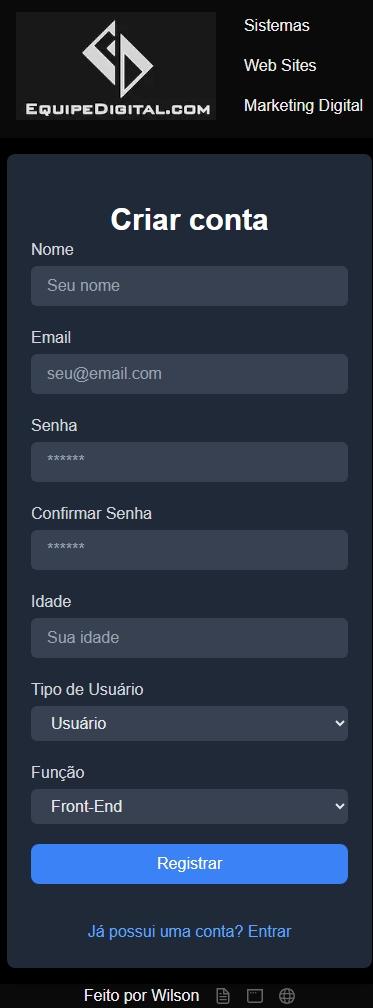 EquipeDigital.com
Sistemas
Web Sites
Marketing Digital
Criar conta
Nome
Seu nome
Email
seu@email.com
Senha
******
Confirmar Senha
******
Idade
Sua idade
Tipo de Usuário
Usuário
Função
Front-End
Registrar
Já possui uma conta? Entrar
Feito por Wilson